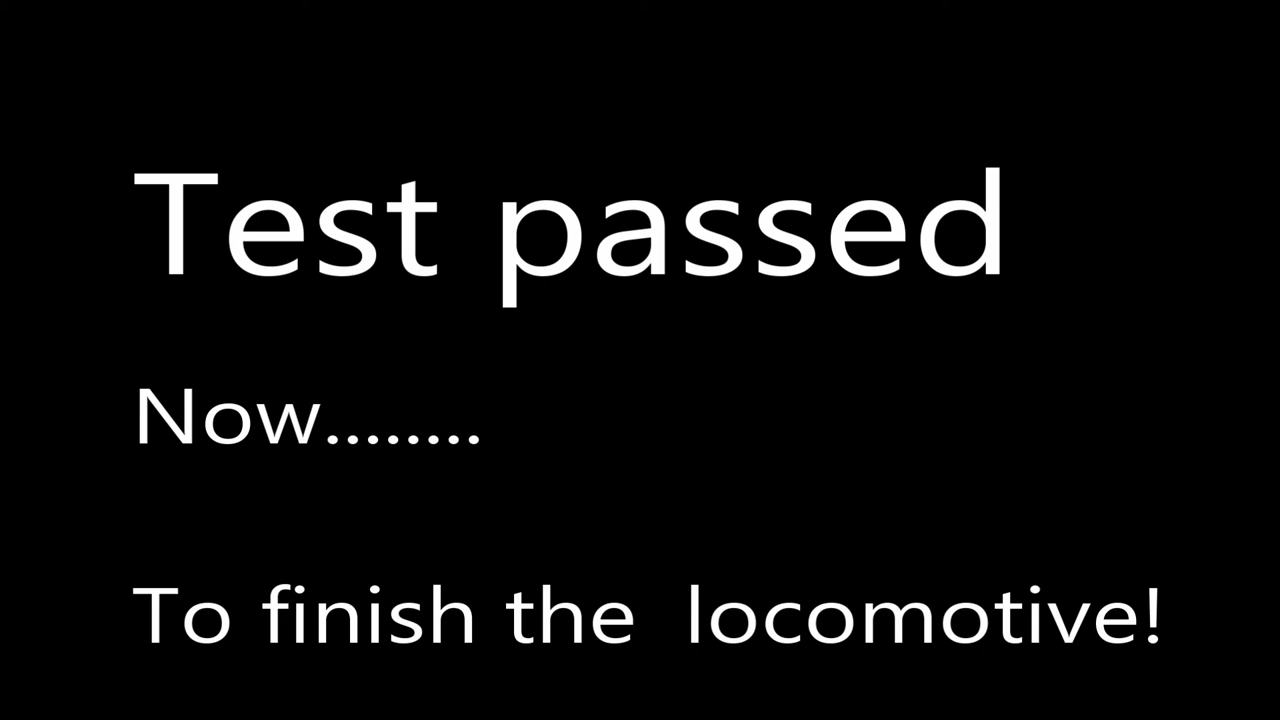 Test passed
Now........
To finish the  locomotive!